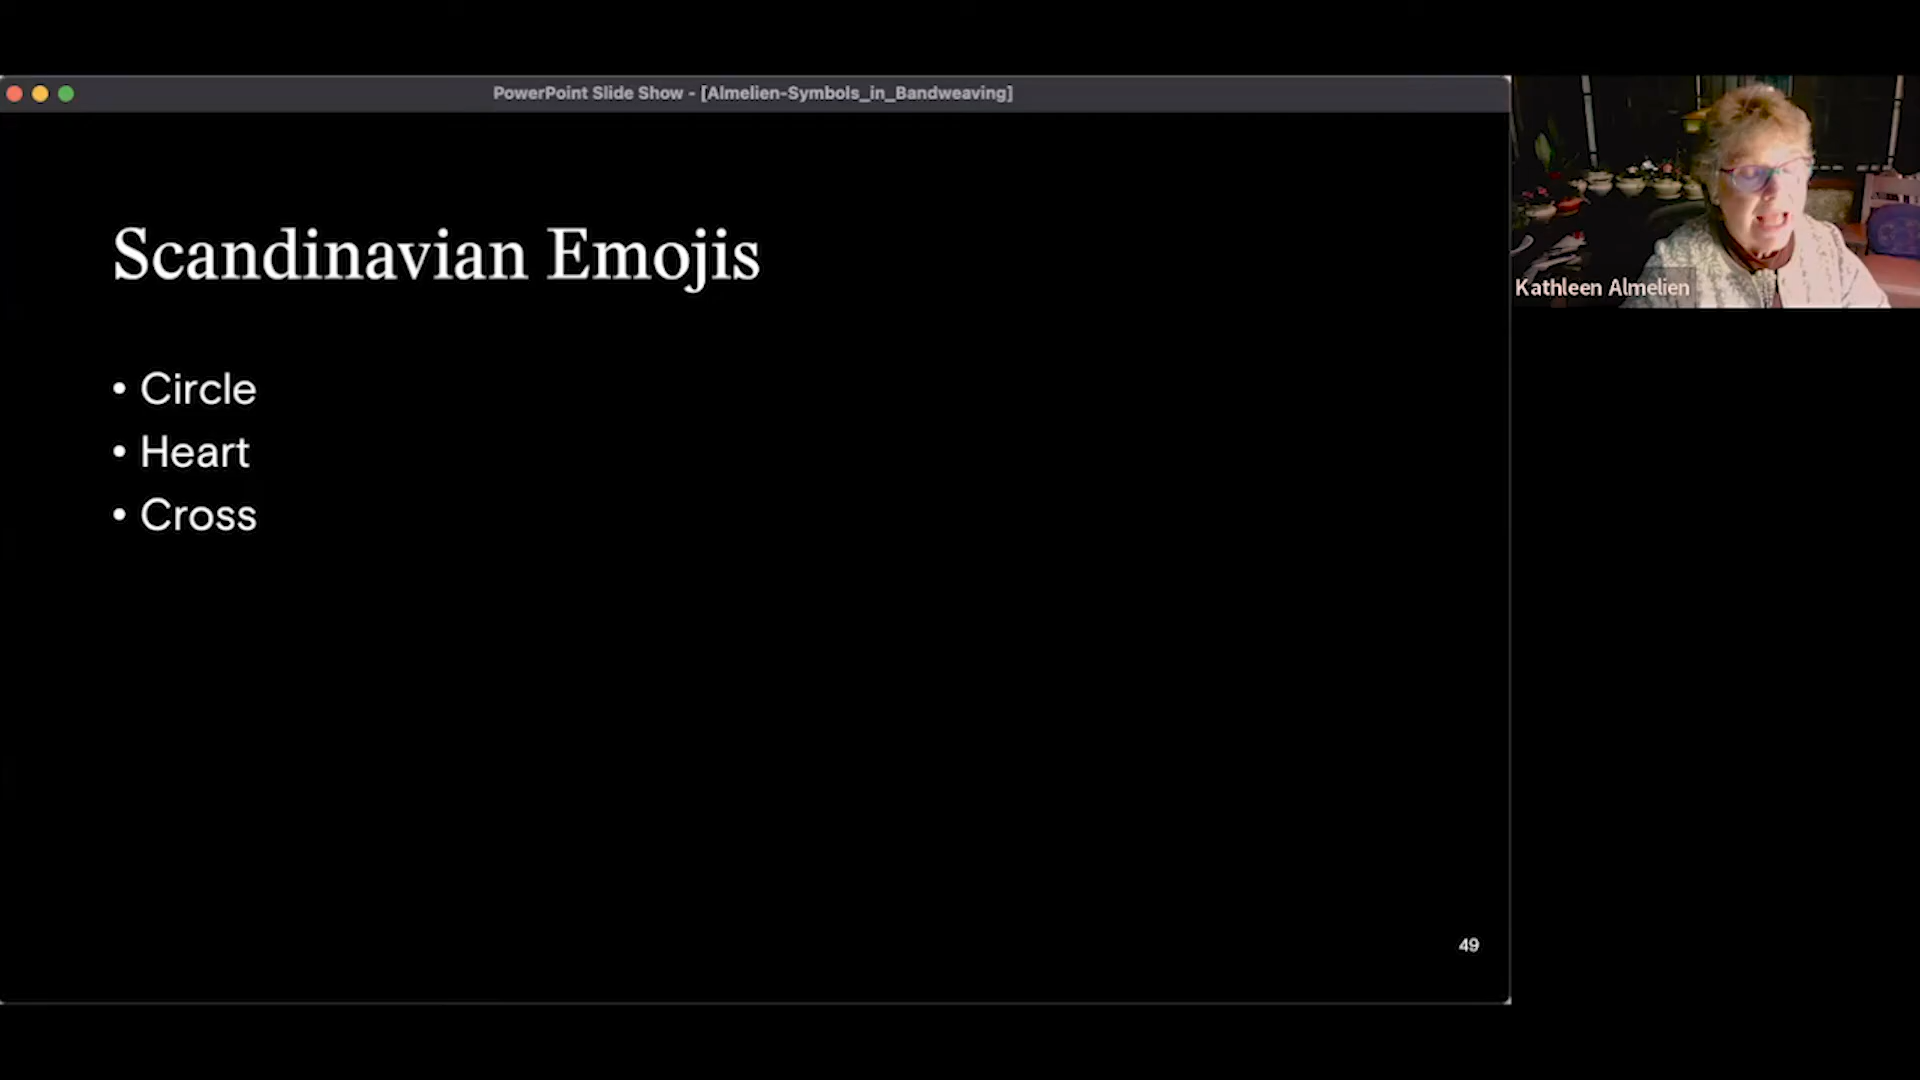 PowerPoint Slide Show - [Almelien-Symbols_in_Bandweaving]
Scandinavian Emojis
• Circle
• Heart
• Cross
Kathleen Almelien
49